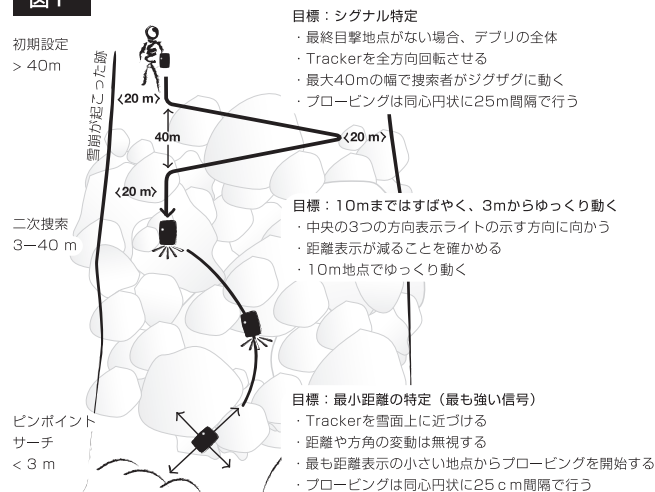 図1
初期設定
> 40m
雪崩が起こった跡
<20 m>
40m
<20 m>
<20 m>
目標：シグナル特定
・最終目撃地点がない場合、デブリの全体
・Trackerを全方向回転させる
・最大40mの幅で捜索者がジグザグに動く
・プロービングは同心円状に25m間隔で行う
二次捜索
3ー40 m
目標：10mまではすばやく、3mからゆっくり動く
・中央の3つの方向表示ライトの示す方向に向かう
・距離表示が減ることを確かめる
・10m地点でゆっくり動く
ピンポイント
サーチ
< 3 m
目標：最小距離の特定（最も強い信号）
・Trackerを雪面上に近づける
・距離や方角の変動は無視する
・最も距離表示の小さい地点からプロービングを開始する
・プロービングは同心円状に25ｃｍ間隔で行う